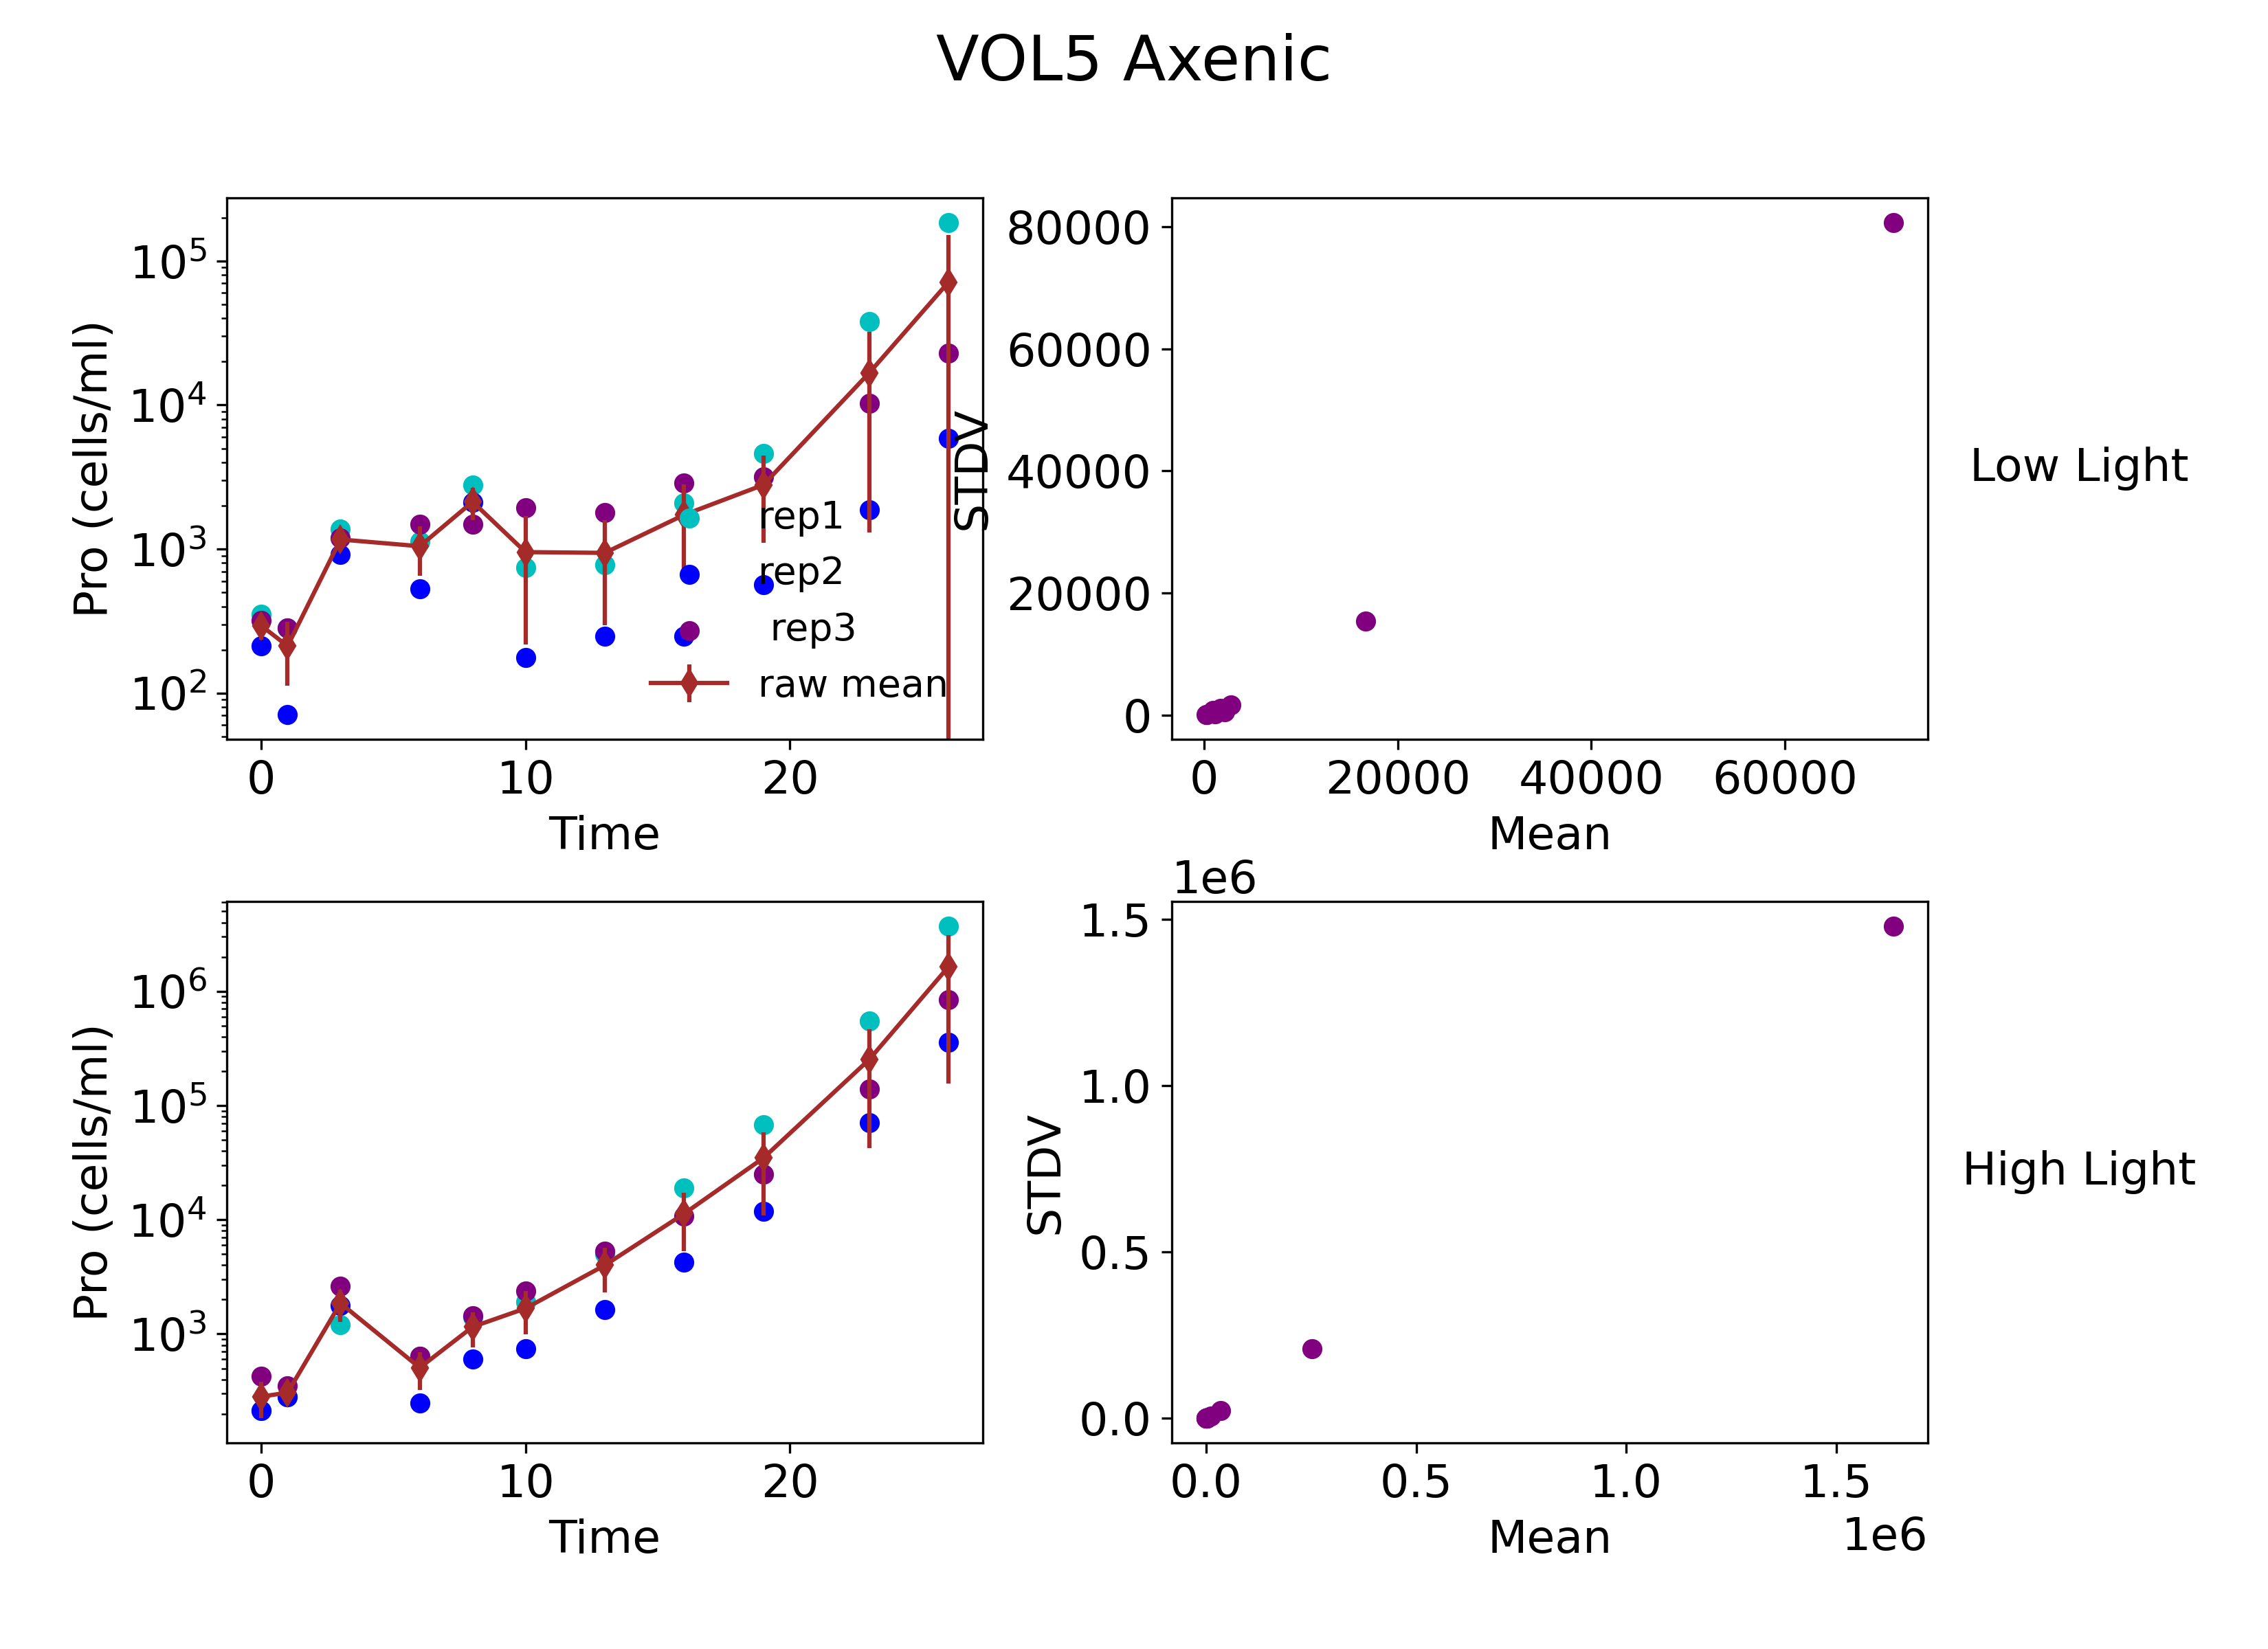 VOL5 Axenic
Pro (cells/ml)
10^5
10^4
10^3
10^2
rep1
rep2
rep3
raw mean
0 10 20
Time
STDV
80000
60000
40000
20000
0
0 20000 40000 60000
Mean
Low Light
Pro (cells/ml)
10^6
10^5
10^4
10^3
0 10 20
Time
1e6
STDV
1.5
1.0
0.5
0.0
0.0 0.5 1.0 1.5
Mean
1e6
High Light